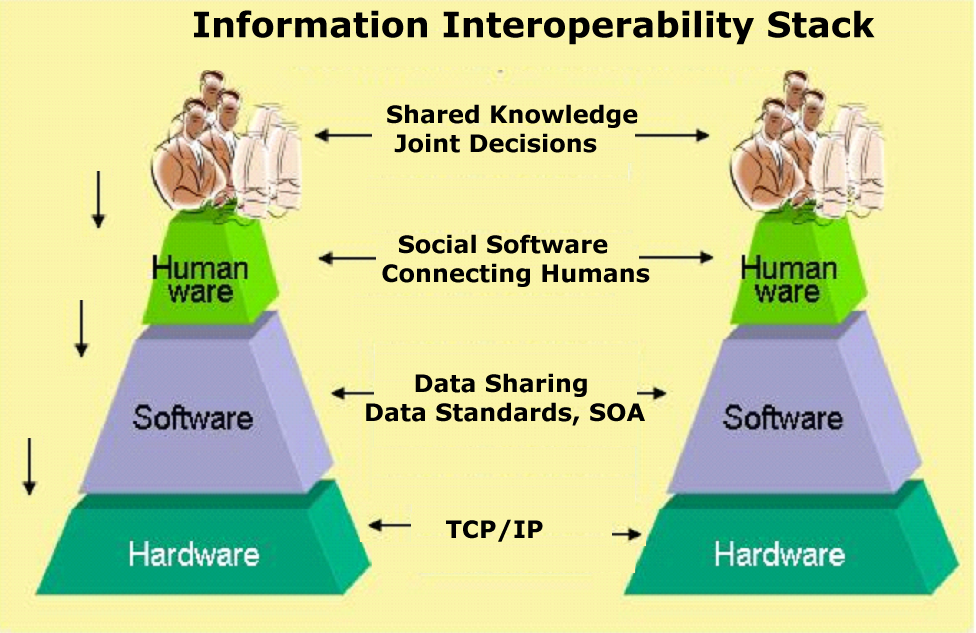 Information Interoperability Stack
Shared Knowledge
Joint Decisions
Social Software
Connecting Humans
Human
ware
Human
ware
Data Sharing
Data Standards, SOA
Software
Software
TCP/IP
Hardware
Hardware